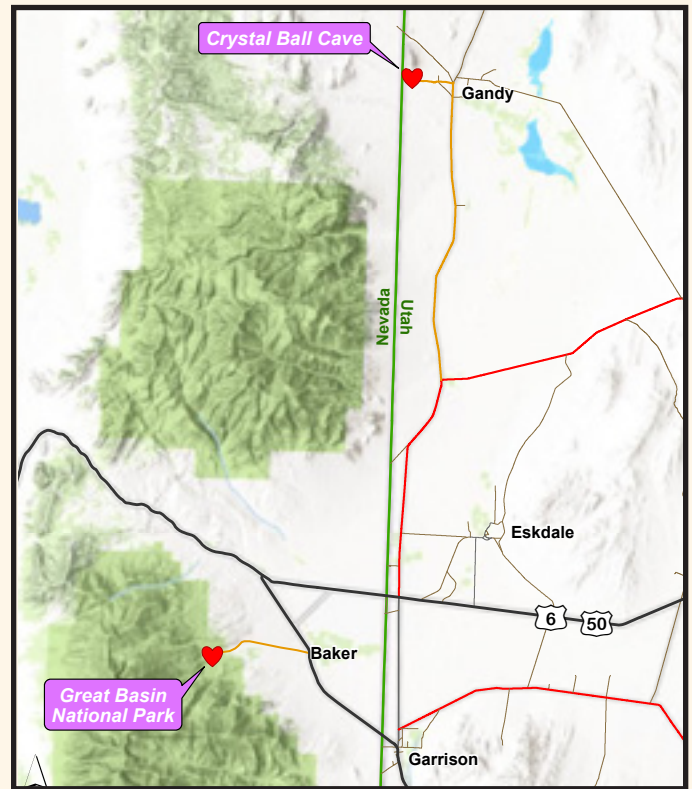 Crystal Ball Cave
Gandy
Nevada
Utah
Eskdale
6
50
Baker
Great Basin
National Park
Garrison